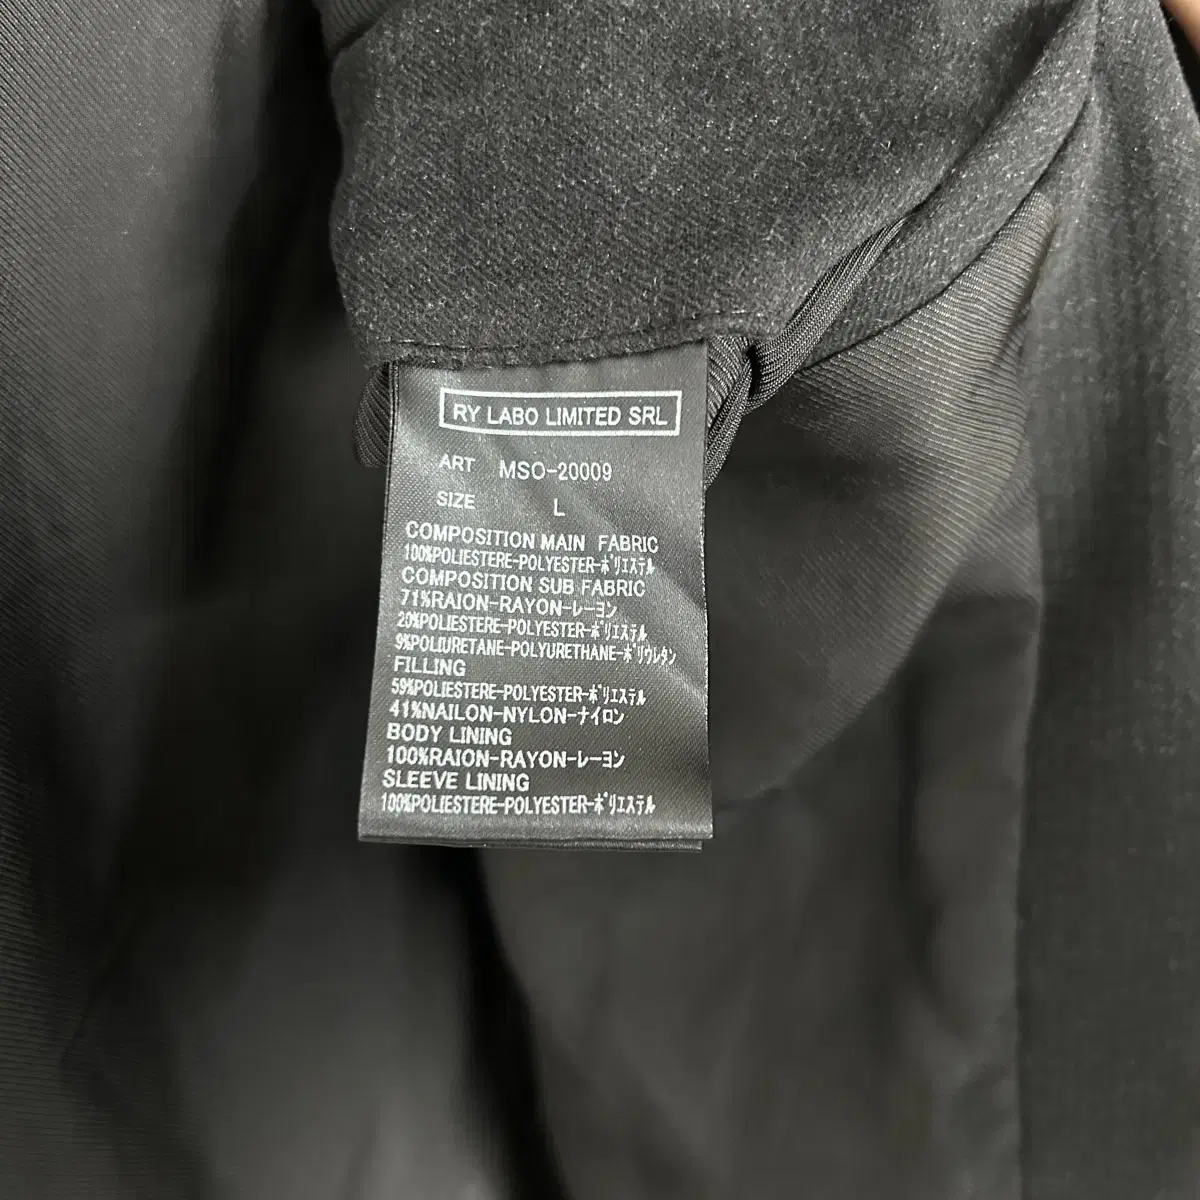 RY LABO LIMITED SRL
ART MSO-20009
SIZE L
COMPOSITION MAIN FABRIC
100%POLIESTERE-POLYESTER-ﾎﾟﾘｴｽﾃﾙ
COMPOSITION SUB FABRIC
71%RAION-RAYON-ﾚｰﾖﾝ
20%POLIESTERE-POLYESTER-ﾎﾟﾘｴｽﾃﾙ
9%POLIURETANE-POLYURETHANE-ﾎﾟﾘｳﾚﾀﾝ
FILLING
59%POLIESTERE-POLYESTER-ﾎﾟﾘｴｽﾃﾙ
41%NAILON-NYLON-ﾅｲﾛﾝ
BODY LINING
100%RAION-RAYON-ﾚｰﾖﾝ
SLEEVE LINING
100%POLIESTERE-POLYESTER-ﾎﾟﾘｴｽﾃﾙ